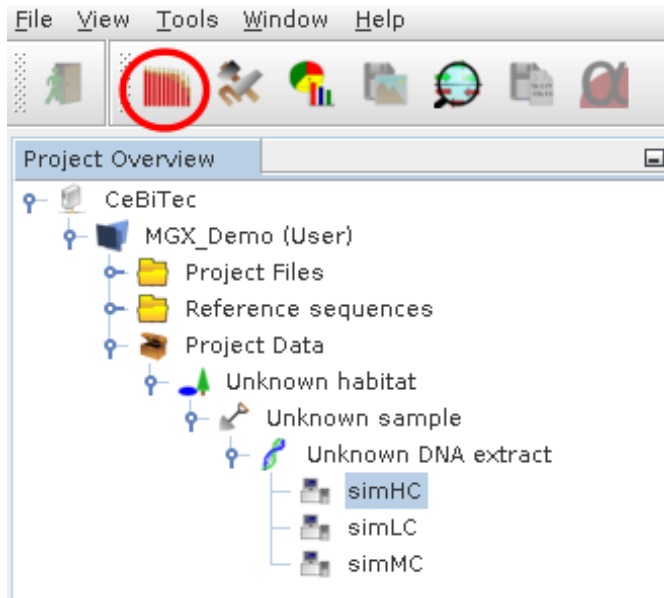 File View Tools Window Help
Project Overview
CeBiTec
MGX_Demo (User)
Project Files
Reference sequences
Project Data
Unknown habitat
Unknown sample
Unknown DNA extract
simHC
simLC
simMC